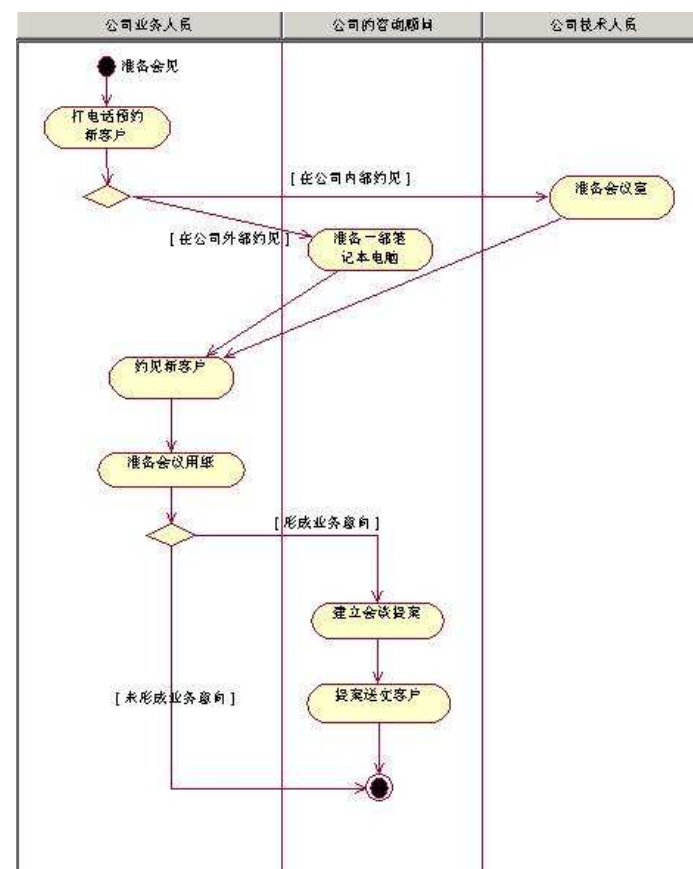 公司业务人员
公司的咨询顾问
公司技术人员
准备会见
打电话预约
新客户
[ 在公司内部约见 ]
准备会议室
[ 在公司外部约见 ]
准备一部笔
记本电脑
约见新客户
准备会议用纸
[ 形成业务意向 ]
建立会谈提案
[ 未形成业务意向 ]
提案送交客户